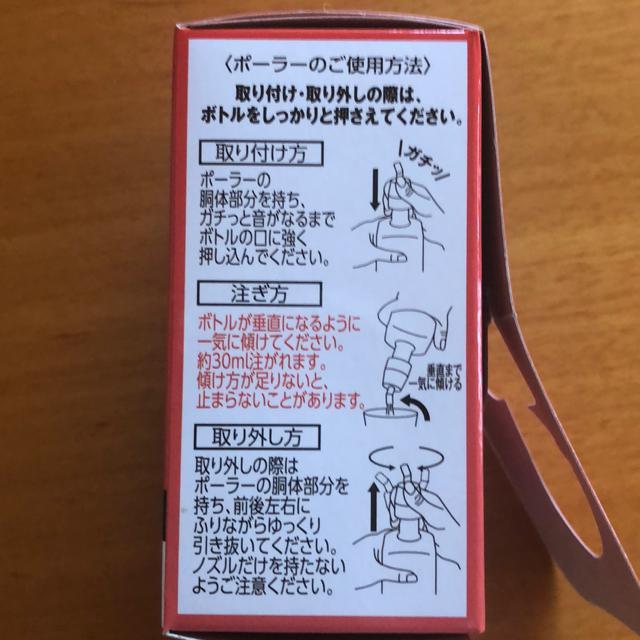 〈ポーラーのご使用方法〉
取り付け・取り外しの際は、
ボトルをしっかりと押さえてください。
取り付け方
ポーラーの
胴体部分を持ち、
ガチっと音がなるまで
ボトルの口に強く
押し込んでください。
ガチッ
注ぎ方
ボトルが垂直になるように
一気に傾けてください。
約30ml注がれます。
傾け方が足りないと、
止まらないことがあります。
垂直まで
一気に傾ける
取り外し方
取り外しの際は
ポーラーの胴体部分を
持ち、前後左右に
ふりながらゆっくり
引き抜いてください。
ノズルだけを持たない
ようご注意ください。